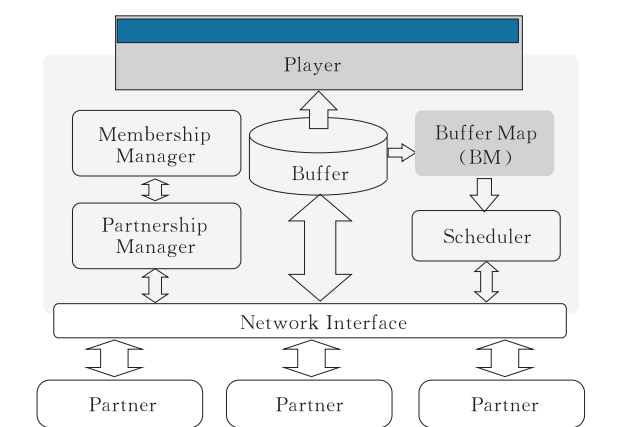 Player
Membership
Manager
Buffer
Buffer Map
(BM)
Partnership
Manager
Scheduler
Network Interface
Partner
Partner
Partner